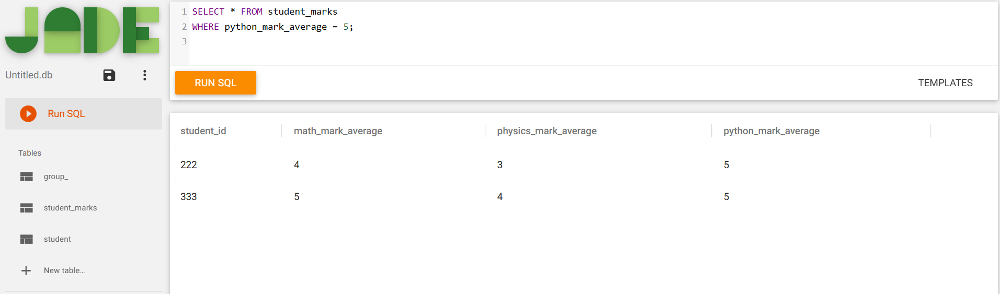 JADE
Untitled.db
Run SQL
Tables
group_
student_marks
student
New table...
1 SELECT * FROM student_marks
2 WHERE python_mark_average = 5;
3
RUN SQL
TEMPLATES
student_id math_mark_average physics_mark_average python_mark_average
222 4 3 5
333 5 4 5